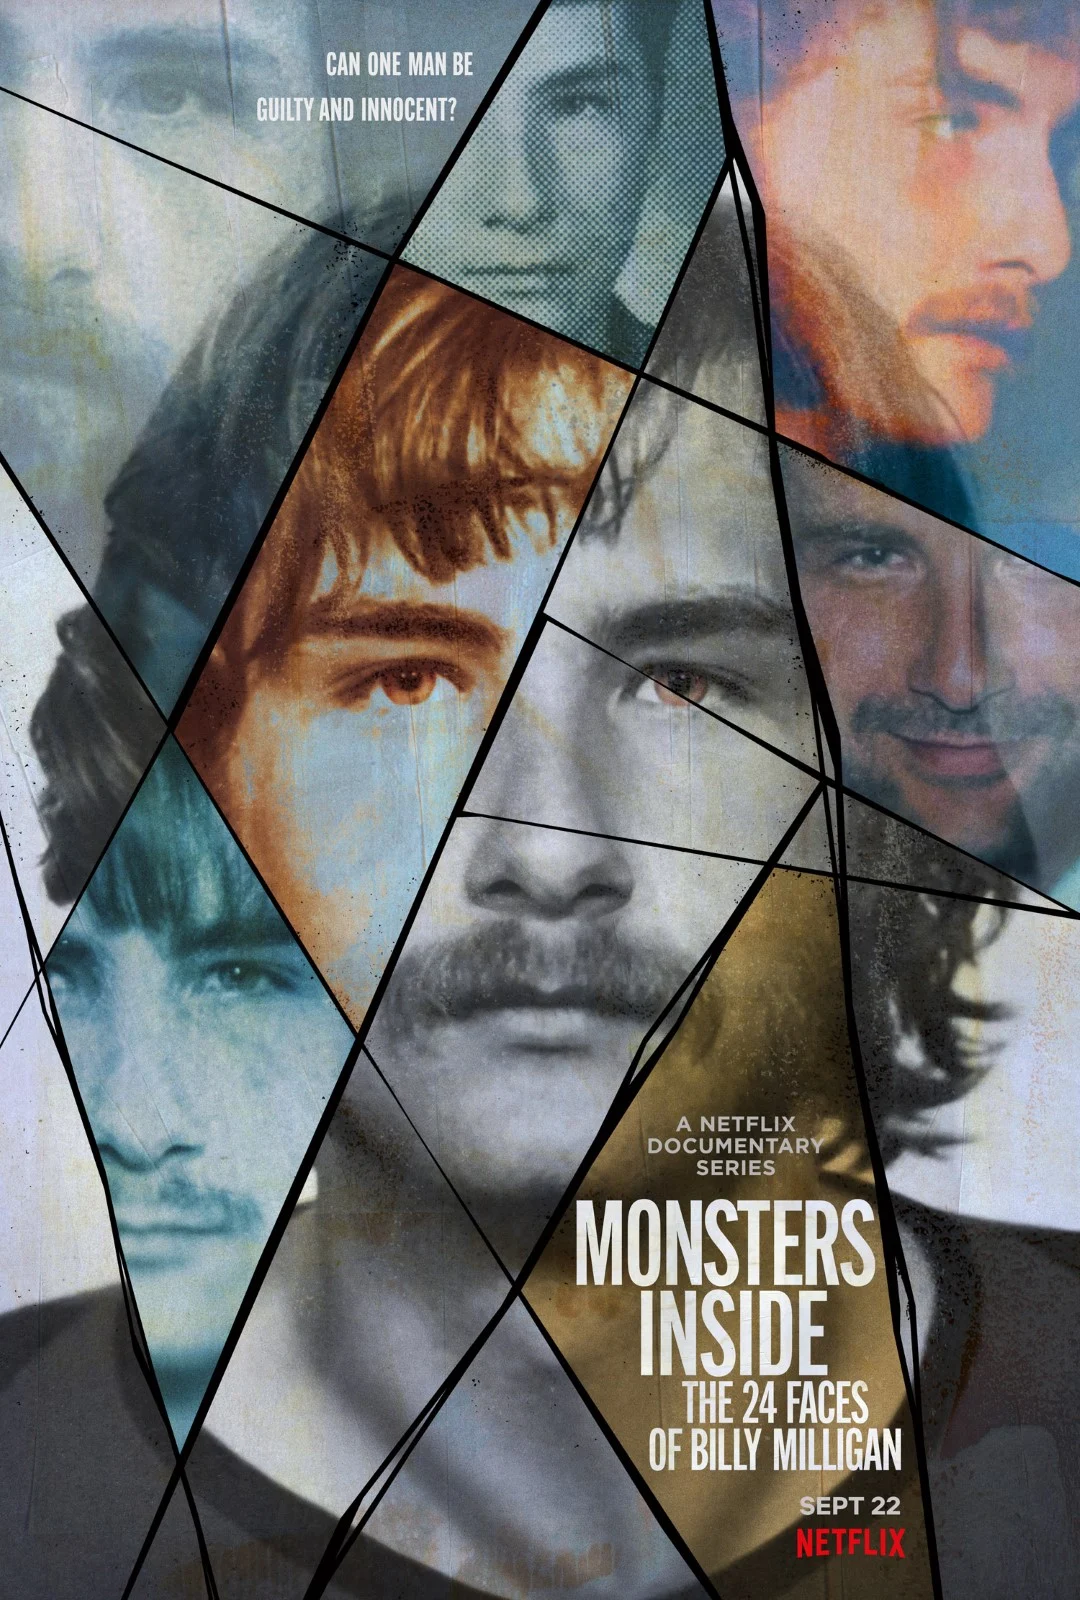 CAN ONE MAN BE
GUILTY AND INNOCENT?
A NETFLIX
DOCUMENTARY
SERIES
MONSTERS
INSIDE
THE 24 FACES
OF BILLY MILLIGAN
SEPT 22
NETFLIX